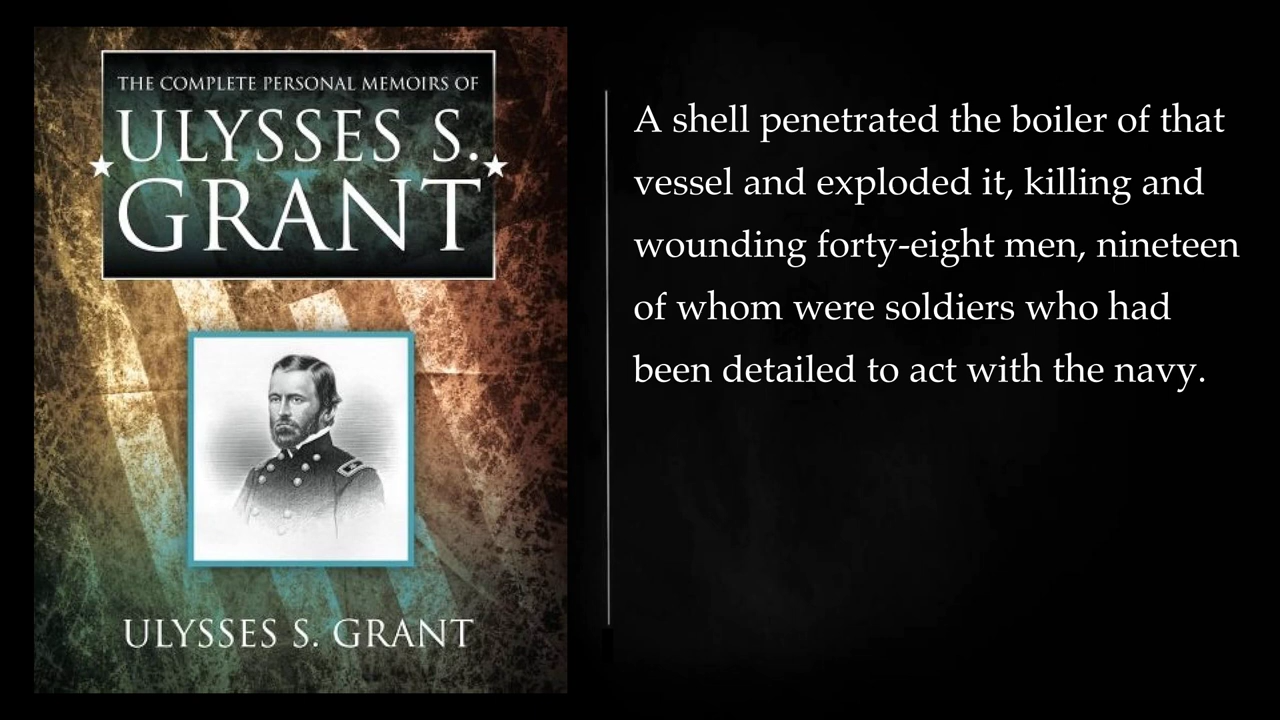 THE COMPLETE PERSONAL MEMOIRS OF
ULYSSES S.
GRANT
ULYSSES S. GRANT
A shell penetrated the boiler of that
vessel and exploded it, killing and
wounding forty-eight men, nineteen
of whom were soldiers who had
been detailed to act with the navy.